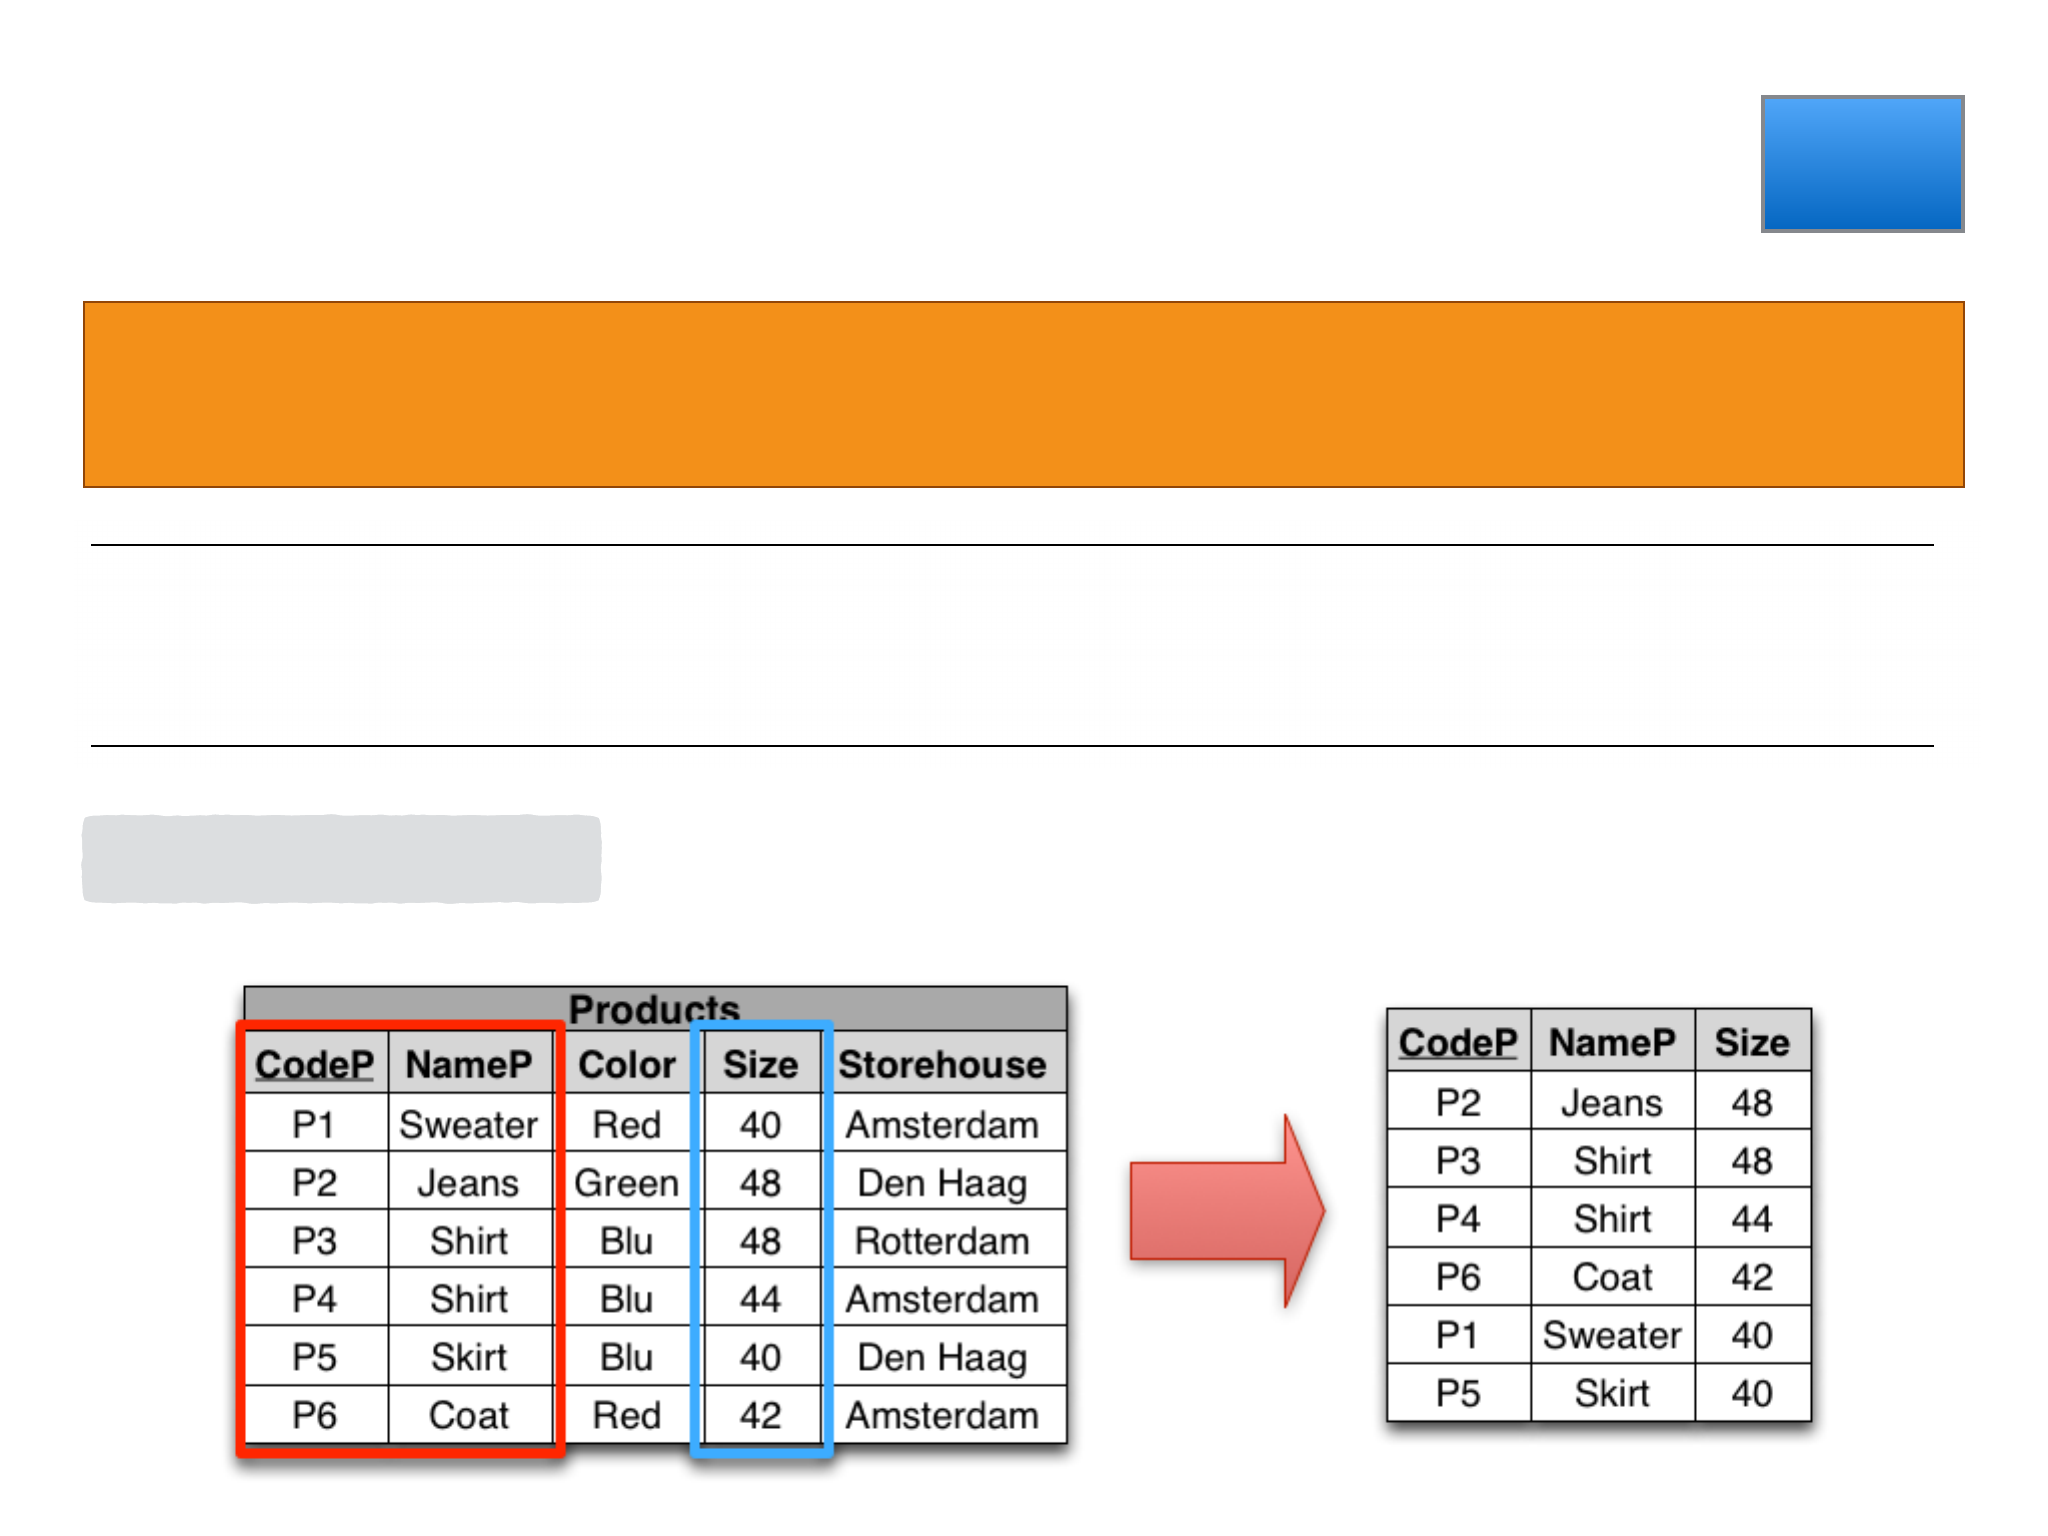 Products
CodeP NameP Color Size Storehouse
P1 Sweater Red 40 Amsterdam
P2 Jeans Green 48 Den Haag
P3 Shirt Blu 48 Rotterdam
P4 Shirt Blu 44 Amsterdam
P5 Skirt Blu 40 Den Haag
P6 Coat Red 42 Amsterdam
CodeP NameP Size
P2 Jeans 48
P3 Shirt 48
P4 Shirt 44
P6 Coat 42
P1 Sweater 40
P5 Skirt 40